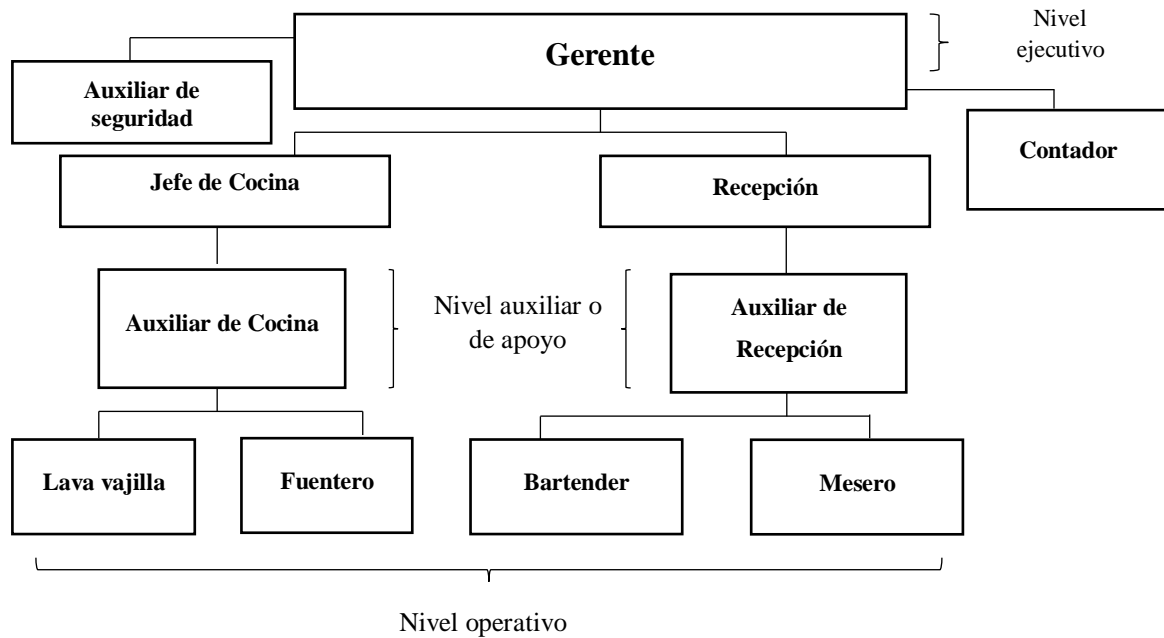 Nivel
ejecutivo
Gerente
Auxiliar de
seguridad
Contador
Jefe de Cocina
Recepción
Auxiliar de Cocina
Nivel auxiliar o
de apoyo
Auxiliar de
Recepción
Lava vajilla
Fuentero
Bartender
Mesero
Nivel operativo